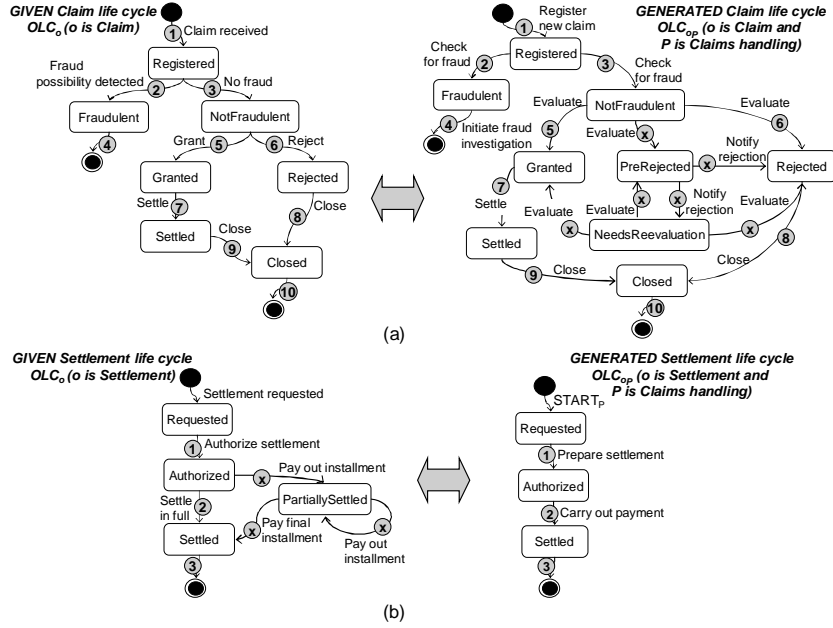 GIVEN Claim life cycle
OLCo (o is Claim)
1
Claim received
Registered
Fraud
possibility detected
2
3
No fraud
Fraudulent
NotFraudulent
4
Grant
5
6
Reject
Granted
Rejected
Settle
7
8
Close
Settled
Close
9
Closed
10
GENERATED Claim life cycle
OLCoP (o is Claim and
P is Claims handling)
1
Register
new claim
Registered
Check
for fraud
2
3
Check
for fraud
Fraudulent
NotFraudulent
4
Initiate fraud
investigation
Evaluate
5
Evaluate
x
Evaluate
6
Granted
PreRejected
x
Notify
rejection
Rejected
7
Settle
Evaluate
x
Evaluate
x
x
Notify
rejection
Evaluate
x
NeedsReevaluation
Settled
8
9
Close
Close
Closed
10
(a)
GIVEN Settlement life cycle
OLCo (o is Settlement)
Settlement requested
Requested
1
Authorize settlement
Authorized
x
Pay out installment
Settle
in full
2
PartiallySettled
x
Pay final
installment
x
Pay out
installment
Settled
3
GENERATED Settlement life cycle
OLCoP (o is Settlement and
P is Claims handling)
STARTP
Requested
1
Prepare settlement
Authorized
2
Carry out payment
Settled
3
(b)